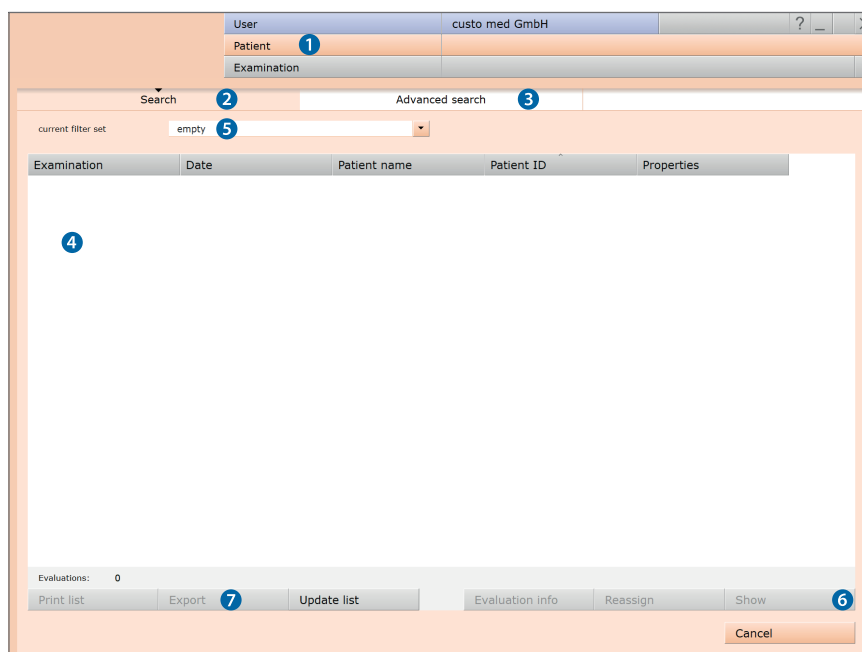 User custo med GmbH ? _
Patient 1
Examination
Search 2 Advanced search 3
current filter set empty 5
Examination Date Patient name Patient ID Properties
4
Evaluations: 0
Print list Export 7 Update list Evaluation info Reassign Show 6
Cancel